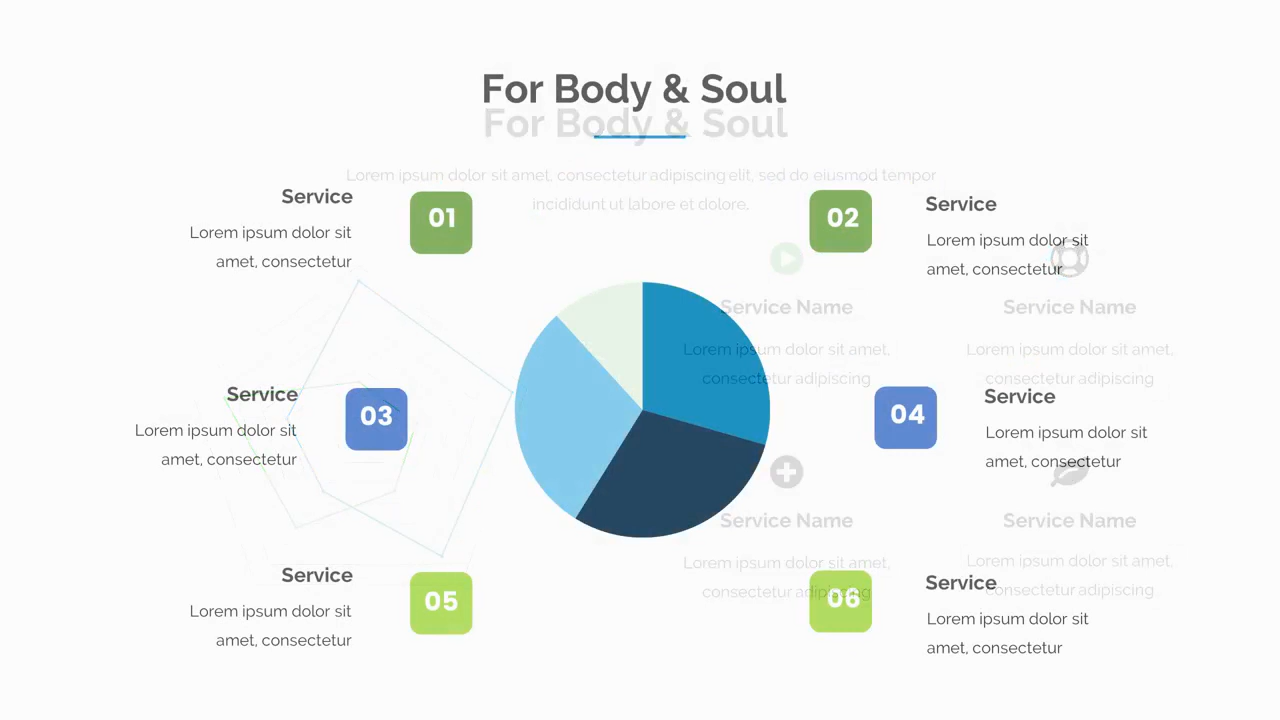 For Body & Soul
For Body & Soul
Lorem ipsum dolor sit amet, consectetur adipiscing elit, sed do eiusmod tempor
incididunt ut labore et dolore.
Service
Lorem ipsum dolor sit
amet, consectetur
01
02
Service
Lorem ipsum dolor sit
amet, consectetur
Service Name
Lorem ipsum dolor sit amet,
consectetur adipiscing
Service Name
Lorem ipsum dolor sit amet,
consectetur adipiscing
Service
Lorem ipsum dolor sit
amet, consectetur
03
04
Service
Lorem ipsum dolor sit
amet, consectetur
Service Name
Lorem ipsum dolor sit amet,
consectetur adipiscing
Service Name
Lorem ipsum dolor sit amet,
consectetur adipiscing
Service
Lorem ipsum dolor sit
amet, consectetur
05
06
Service
Lorem ipsum dolor sit
amet, consectetur